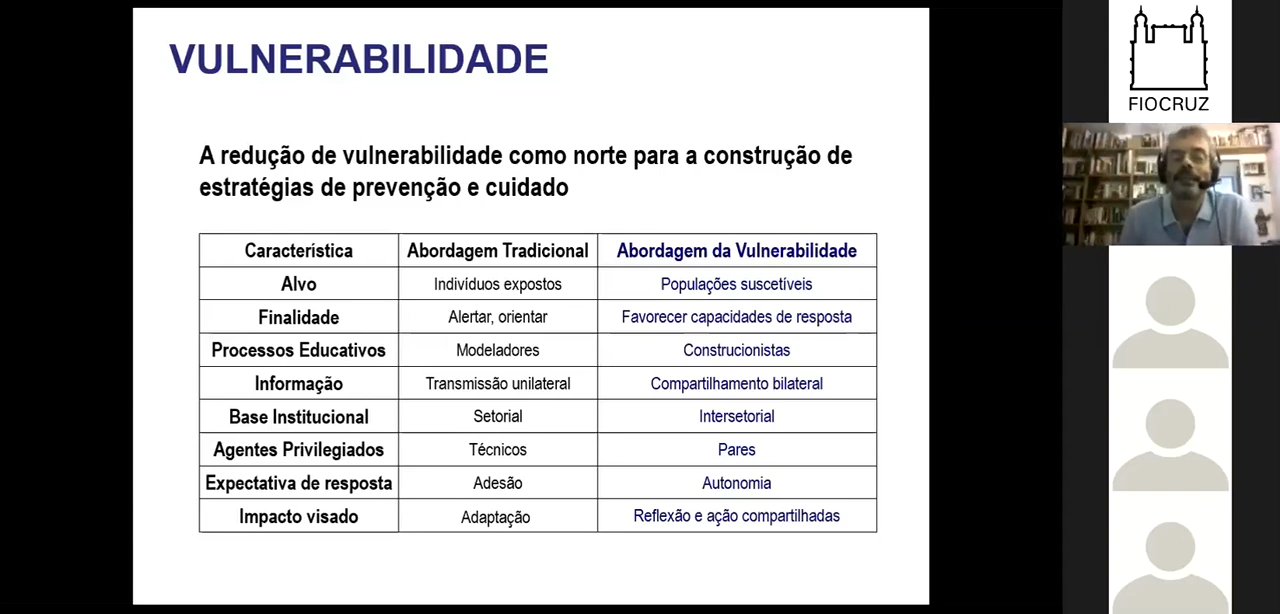 VULNERABILIDADE
A redução de vulnerabilidade como norte para a construção de
estratégias de prevenção e cuidado
Característica Abordagem Tradicional Abordagem da Vulnerabilidade
Alvo Indivíduos expostos Populações suscetíveis
Finalidade Alertar, orientar Favorecer capacidades de resposta
Processos Educativos Modeladores Construcionistas
Informação Transmissão unilateral Compartilhamento bilateral
Base Institucional Setorial Intersetorial
Agentes Privilegiados Técnicos Pares
Expectativa de resposta Adesão Autonomia
Impacto visado Adaptação Reflexão e ação compartilhadas
FIOCRUZ